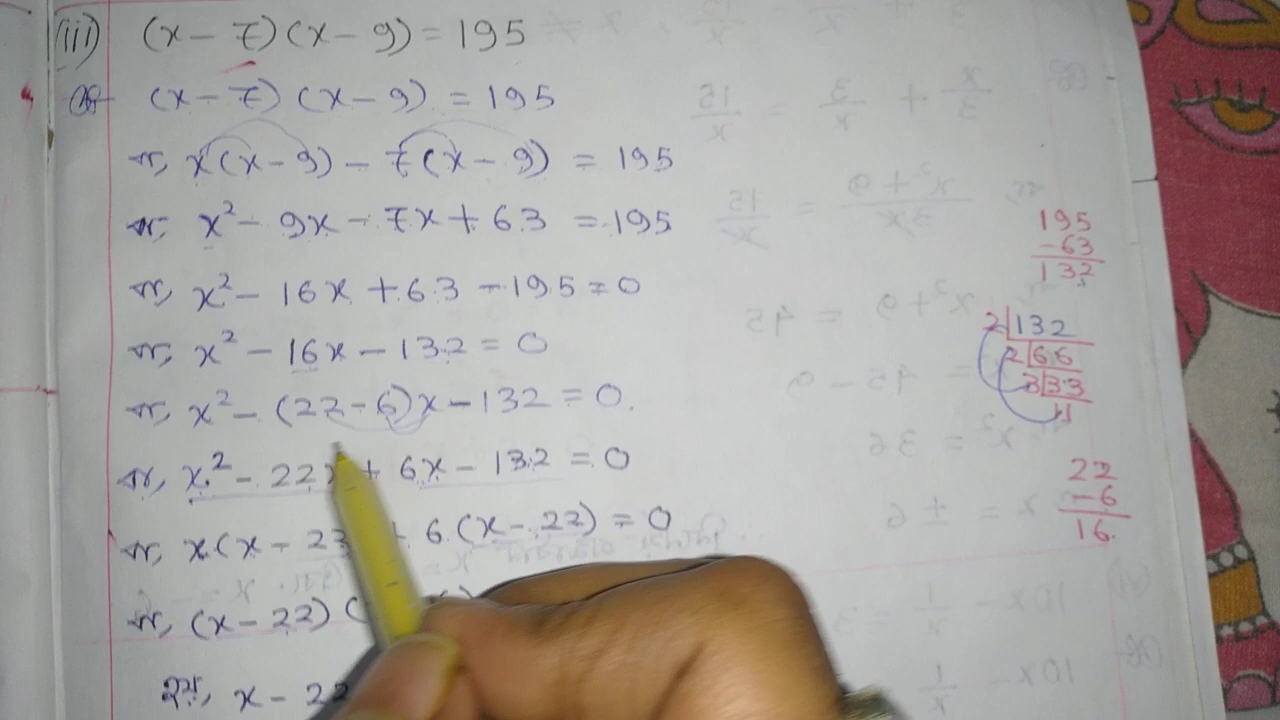 (iii) (x - 7) (x - 9) = 195
(x - 7) (x - 9) = 195
বা, x(x - 9) - 7(x - 9) = 195
বা, x² - 9x - 7x + 63 = 195
বা, x² - 16x + 63 - 195 = 0
বা, x² - 16x - 132 = 0
বা, x² - (22 - 6)x - 132 = 0.
বা, x² - 22x + 6x - 132 = 0
বা, x(x - 22 + 6(x - 22) = 0
বা, (x - 22) (
হয়, x - 22
195
- 63
132
2 132
2 66
3 33
11
22
- 6
16.